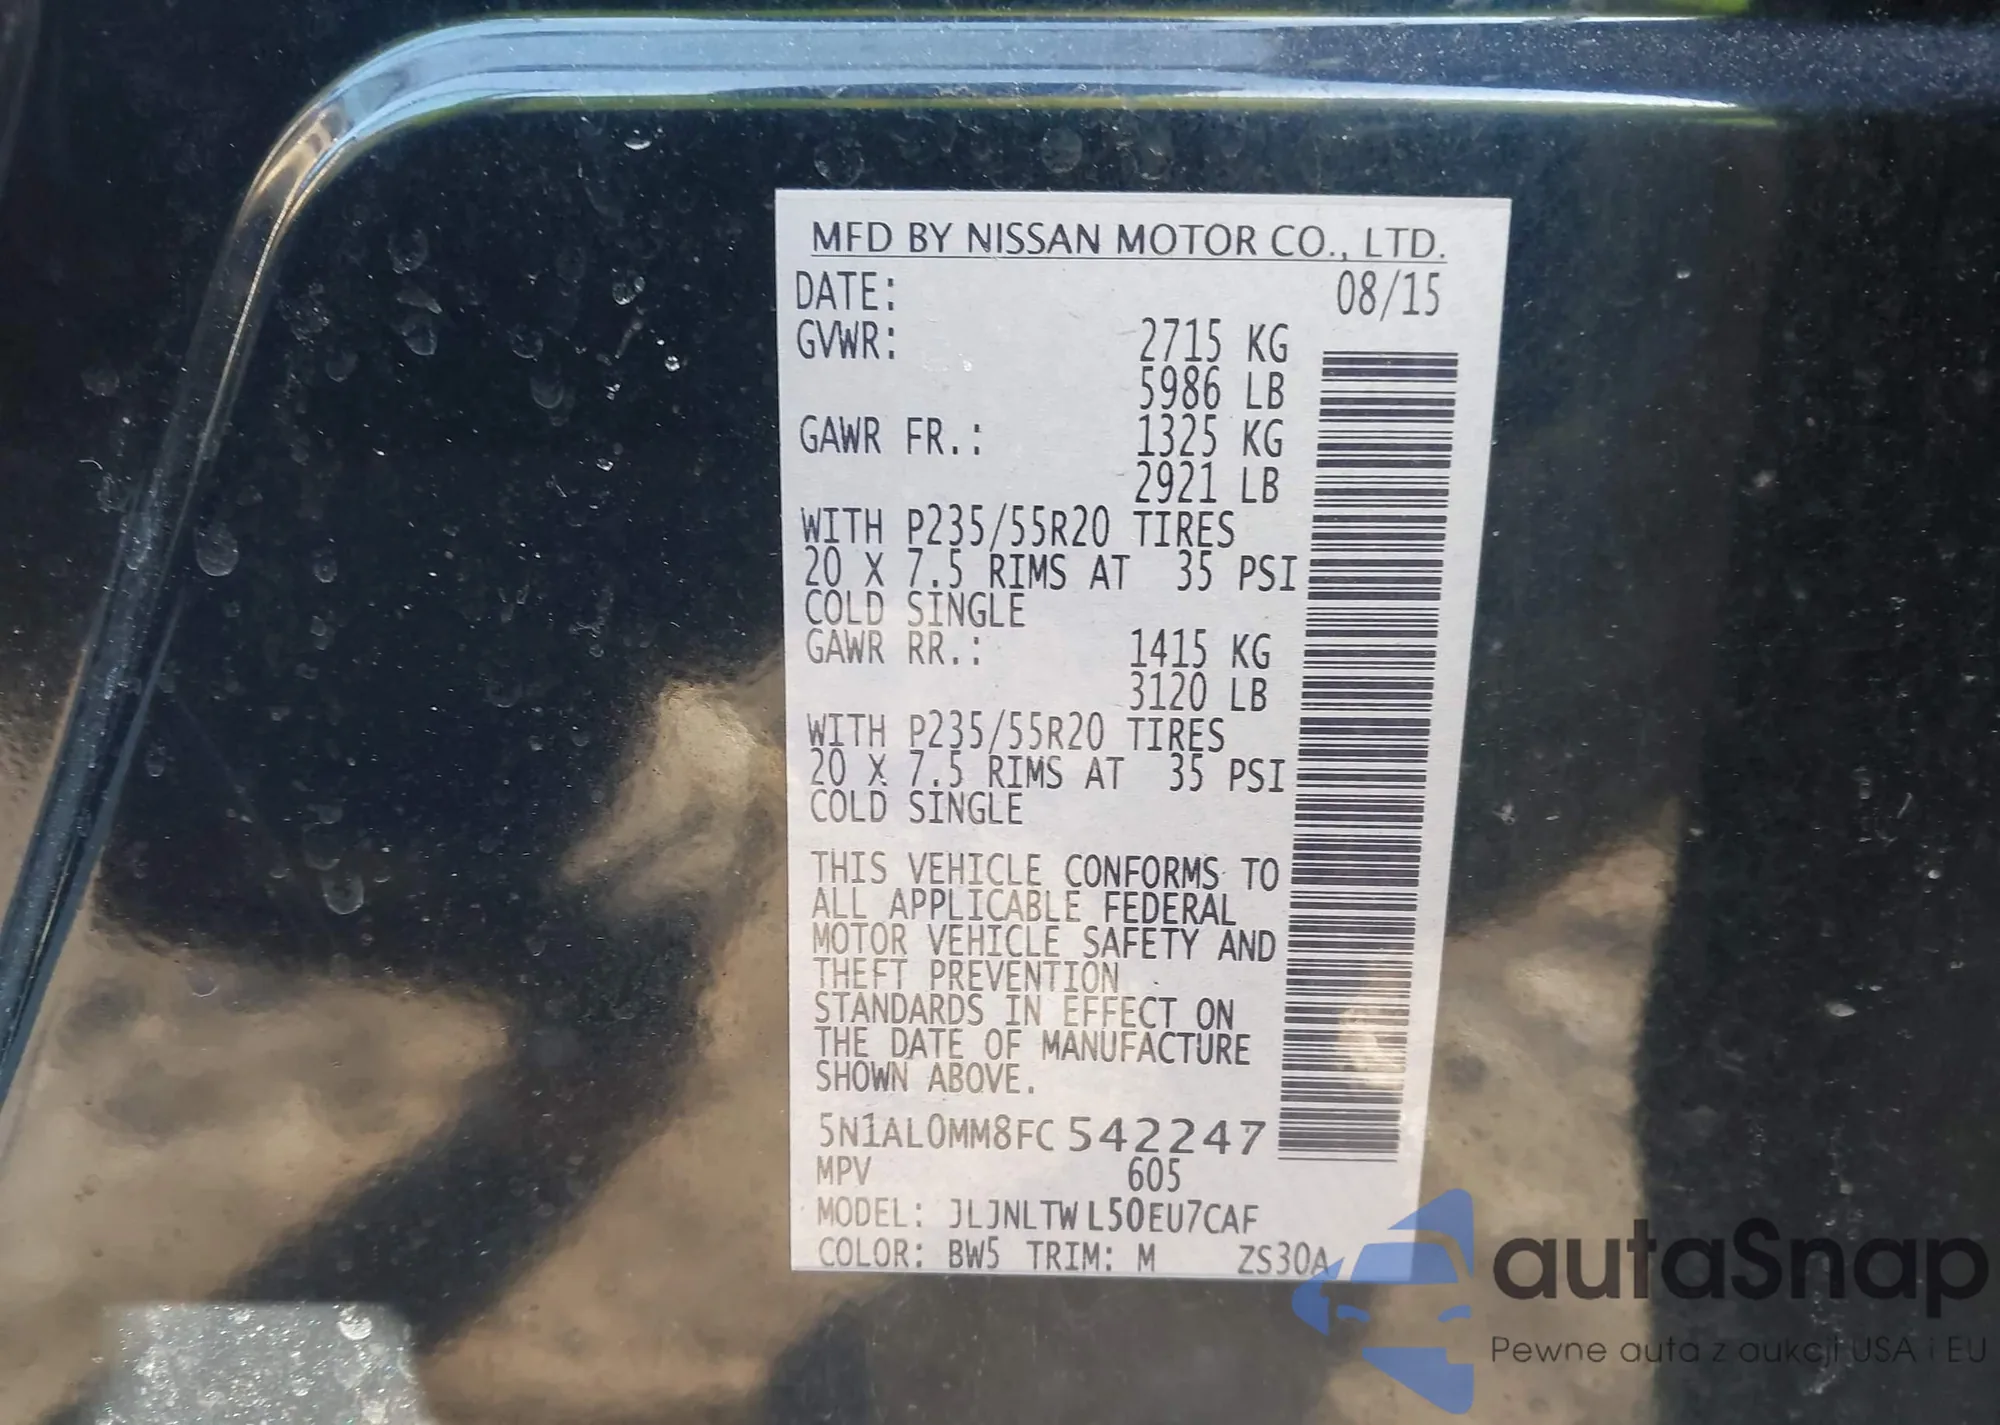 MFD BY NISSAN MOTOR CO., LTD.
DATE: 08/15
GVWR: 2715 KG
5986 LB
GAWR FR.: 1325 KG
2921 LB
WITH P235/55R20 TIRES
20 X 7.5 RIMS AT 35 PSI
COLD SINGLE
GAWR RR.: 1415 KG
3120 LB
WITH P235/55R20 TIRES
20 X 7.5 RIMS AT 35 PSI
COLD SINGLE
THIS VEHICLE CONFORMS TO
ALL APPLICABLE FEDERAL
MOTOR VEHICLE SAFETY AND
THEFT PREVENTION
STANDARDS IN EFFECT ON
THE DATE OF MANUFACTURE
SHOWN ABOVE.
5N1AL0MM8FC542247
MPV 605
MODEL: JLJNLTWL50EU7CAF
COLOR: BW5 TRIM: M ZS30A
autaSnap
Pewne auta z aukcji USA i EU